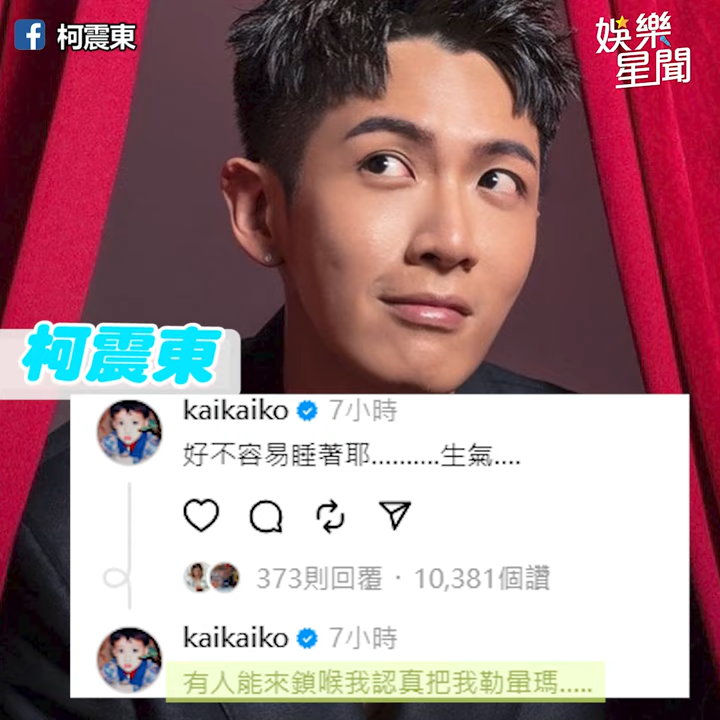 柯震東
娛樂
星聞
柯震東
kaikaiko 7小時
好不容易睡著耶..........生氣....
373則回覆 · 10,381個讚
kaikaiko 7小時
有人能來鎖喉我認真把我勒暈瑪.....